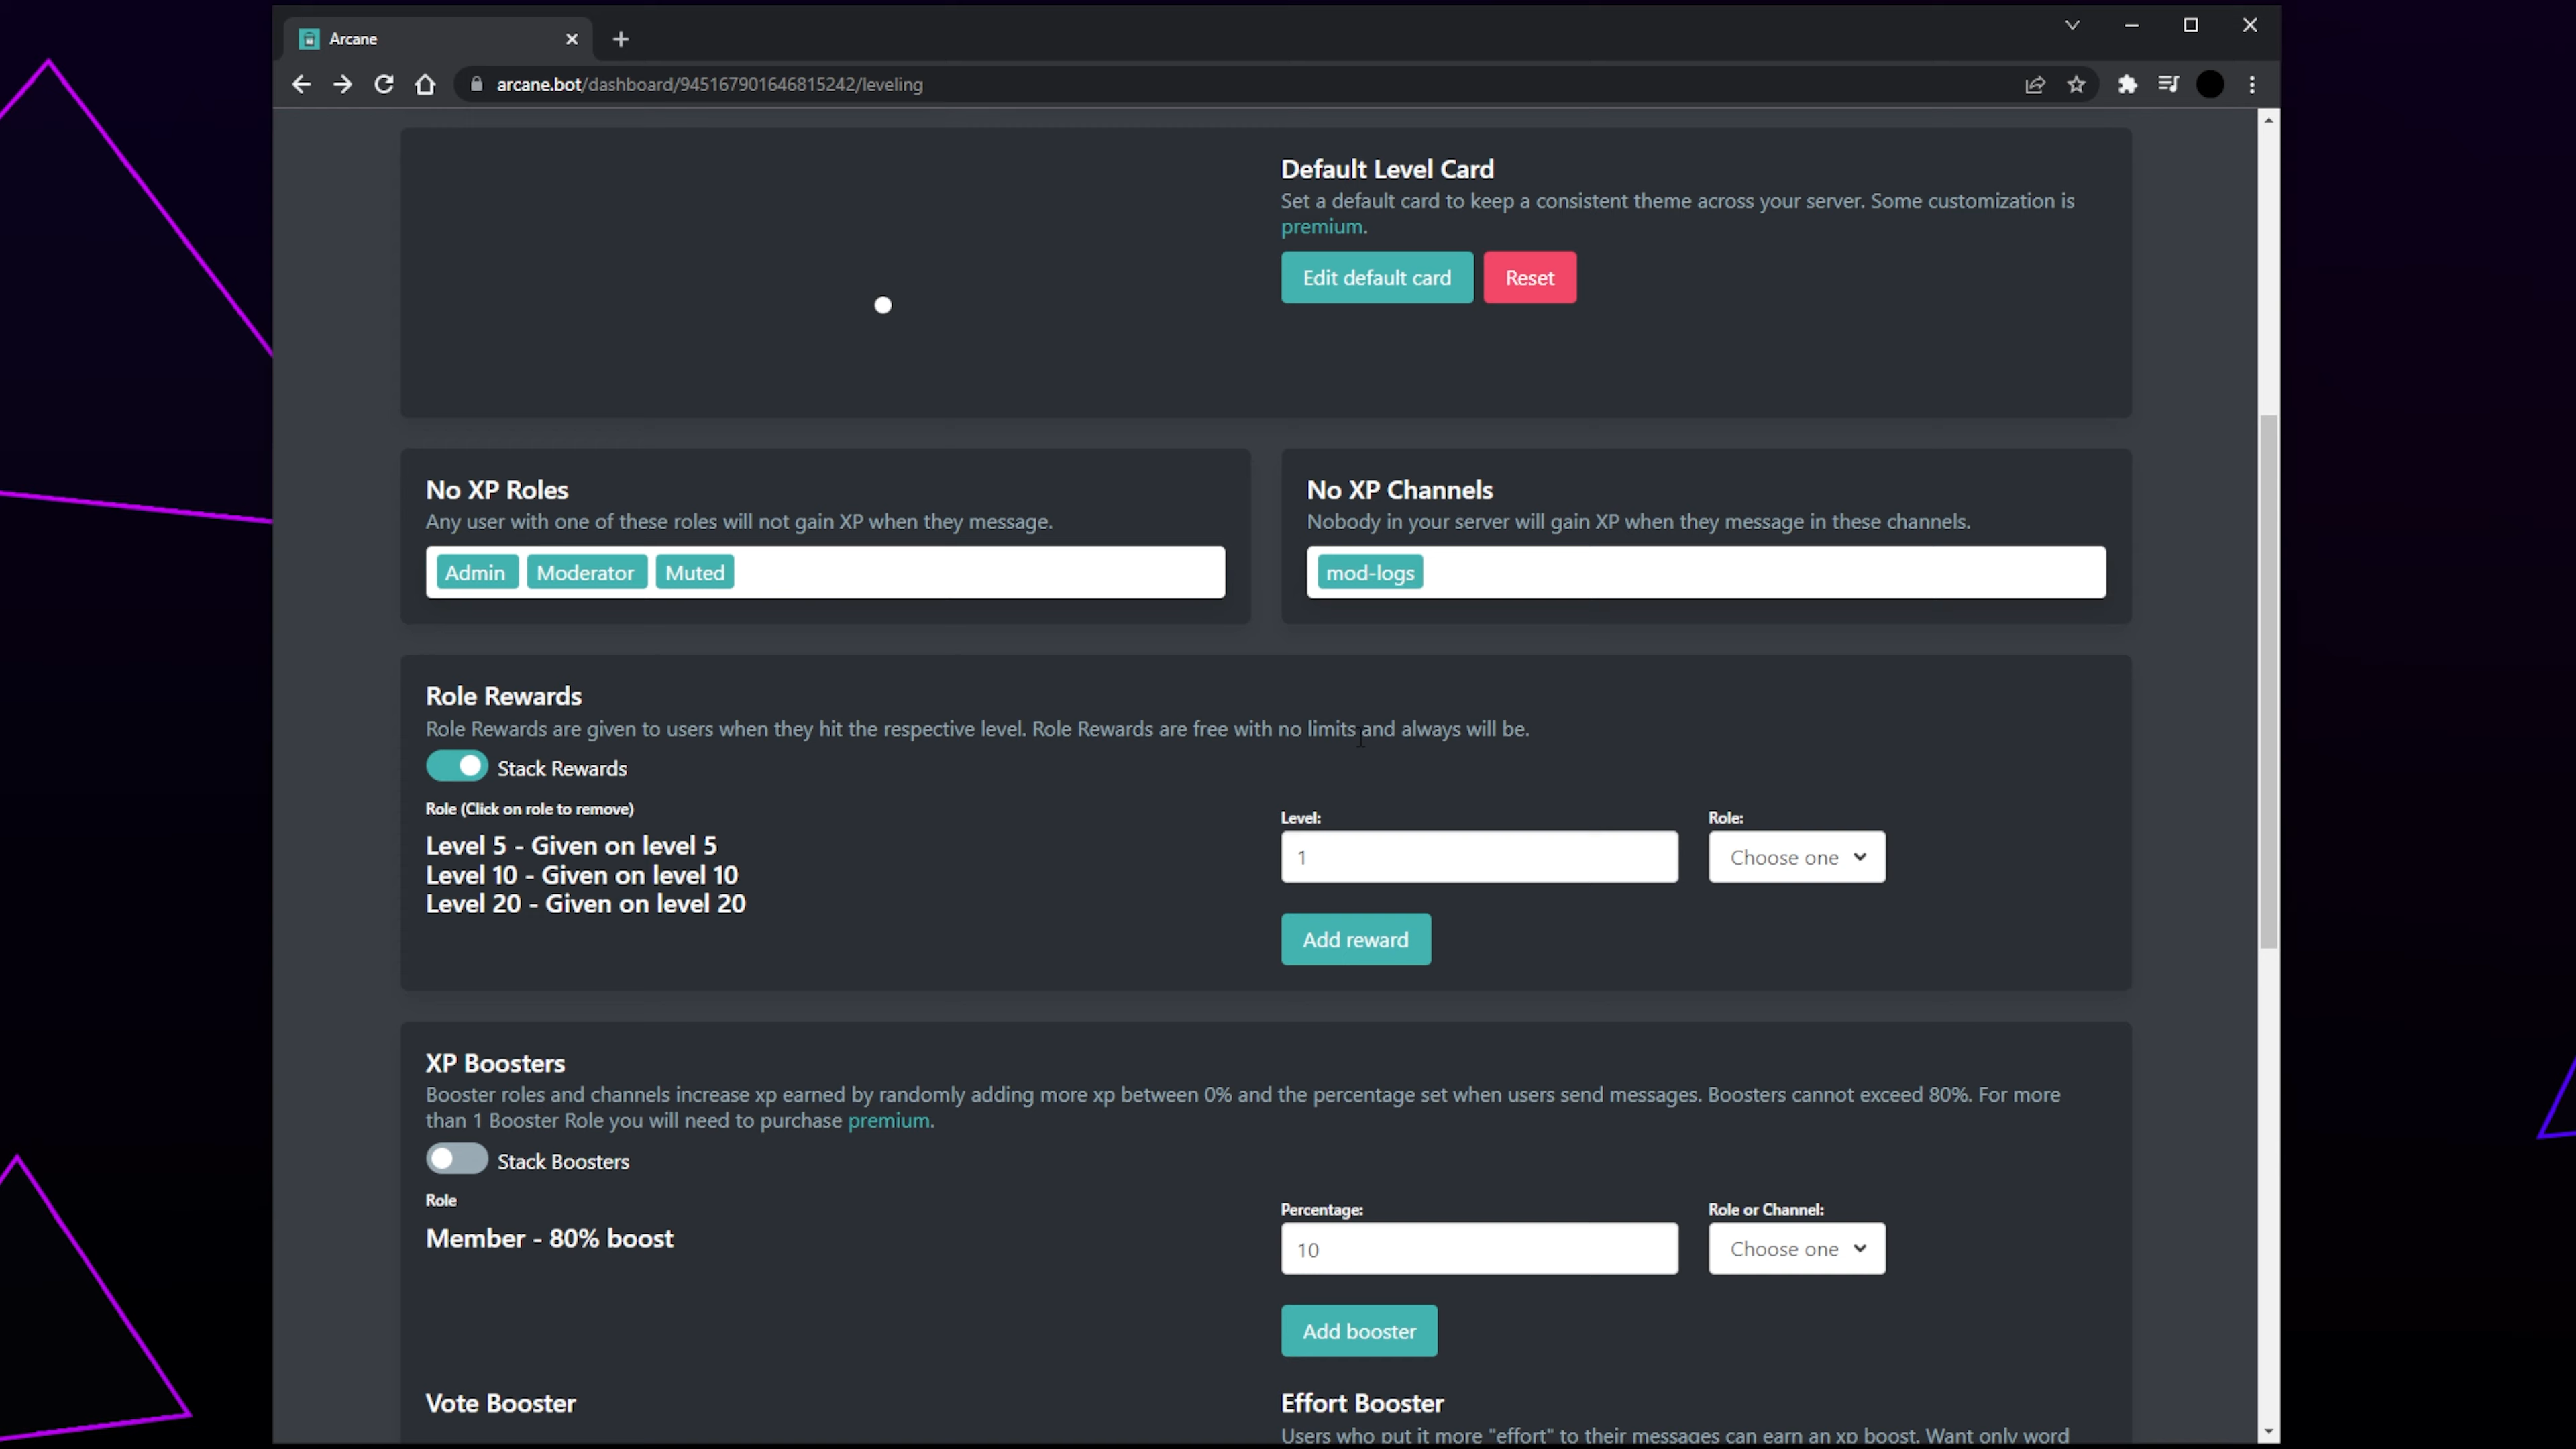 Arcane
arcane.bot/dashboard/945167901646815242/leveling
Default Level Card
Set a default card to keep a consistent theme across your server. Some customization is
premium.
Edit default card
Reset
No XP Roles
Any user with one of these roles will not gain XP when they message.
Admin Moderator Muted
No XP Channels
Nobody in your server will gain XP when they message in these channels.
mod-logs
Role Rewards
Role Rewards are given to users when they hit the respective level. Role Rewards are free with no limits and always will be.
Stack Rewards
Role (Click on role to remove)
Level 5 - Given on level 5
Level 10 - Given on level 10
Level 20 - Given on level 20
Level:
1
Role:
Choose one
Add reward
XP Boosters
Booster roles and channels increase xp earned by randomly adding more xp between 0% and the percentage set when users send messages. Boosters cannot exceed 80%. For more
than 1 Booster Role you will need to purchase premium.
Stack Boosters
Role
Member - 80% boost
Percentage:
10
Role or Channel:
Choose one
Add booster
Vote Booster
Effort Booster
Users who put it more "effort" to their messages can earn an xp boost. Want only word